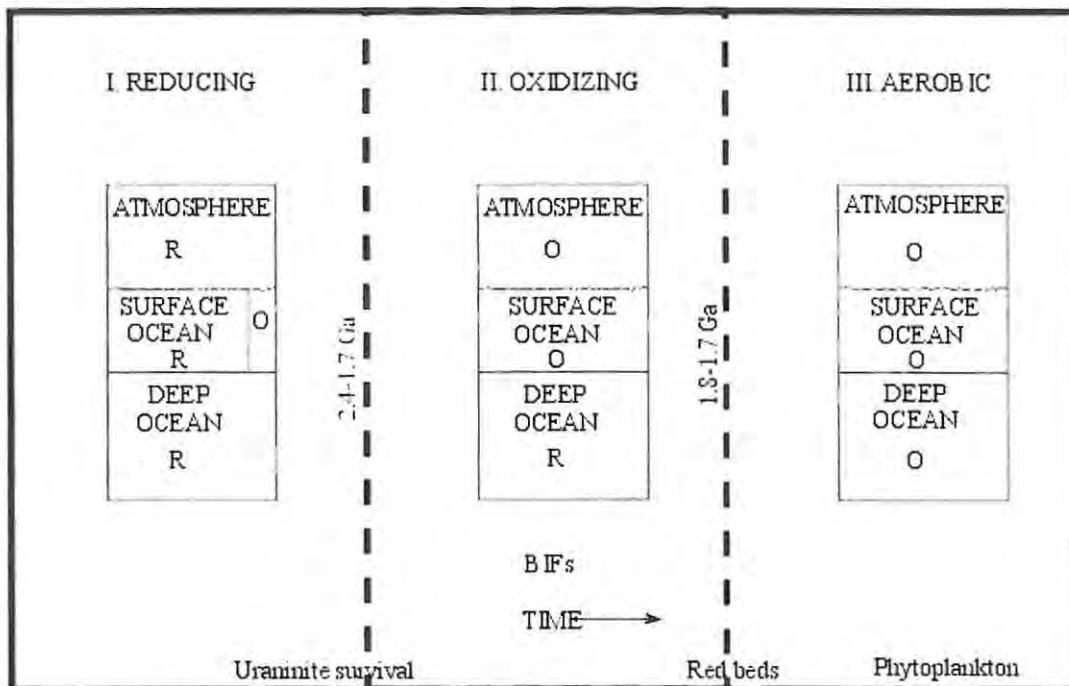 I. REDUCING
II. OXIDIZING
III. AEROBIC
ATMOSPHERE
R
SURFACE
OCEAN
R
O
DEEP
OCEAN
R
2.4-1.7 Ga
ATMOSPHERE
O
SURFACE
OCEAN
O
DEEP
OCEAN
R
1.8-1.7 Ga
ATMOSPHERE
O
SURFACE
OCEAN
O
DEEP
OCEAN
O
BIFs
TIME
Uraninite survival
Red beds
Phytoplankton